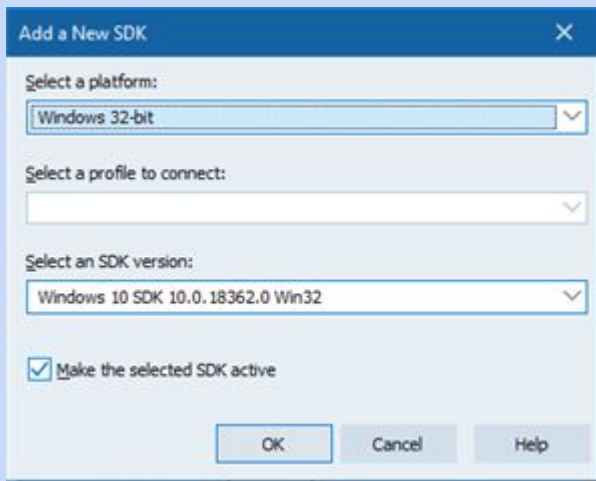 Add a New SDK
Select a platform:
Windows 32-bit
Select a profile to connect:
Select an SDK version:
Windows 10 SDK 10.0.18362.0 Win32
Make the selected SDK active
OK Cancel Help